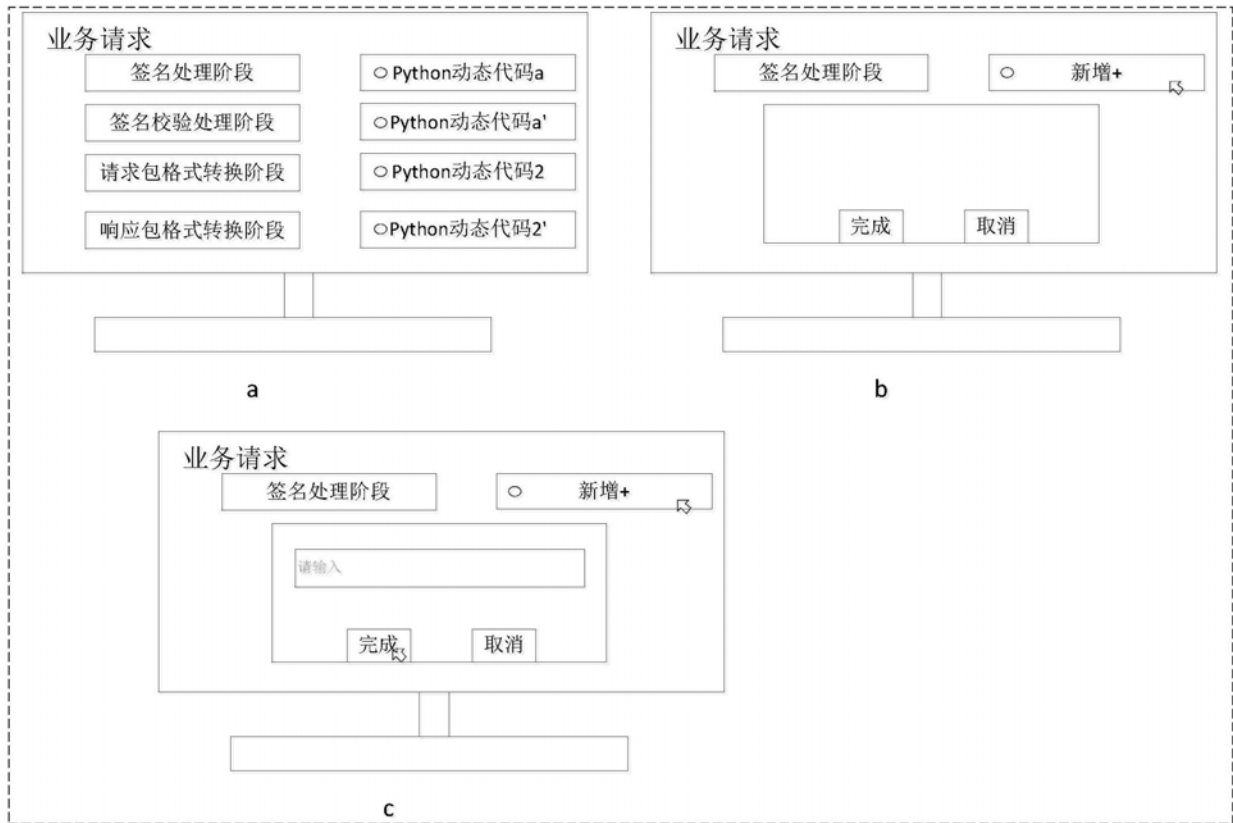 业务请求
签名处理阶段
Python动态代码a
签名校验处理阶段
Python动态代码a'
请求包格式转换阶段
Python动态代码2
响应包格式转换阶段
Python动态代码2'
a
业务请求
签名处理阶段
新增+
完成
取消
b
业务请求
签名处理阶段
新增+
请输入
完成
取消
c